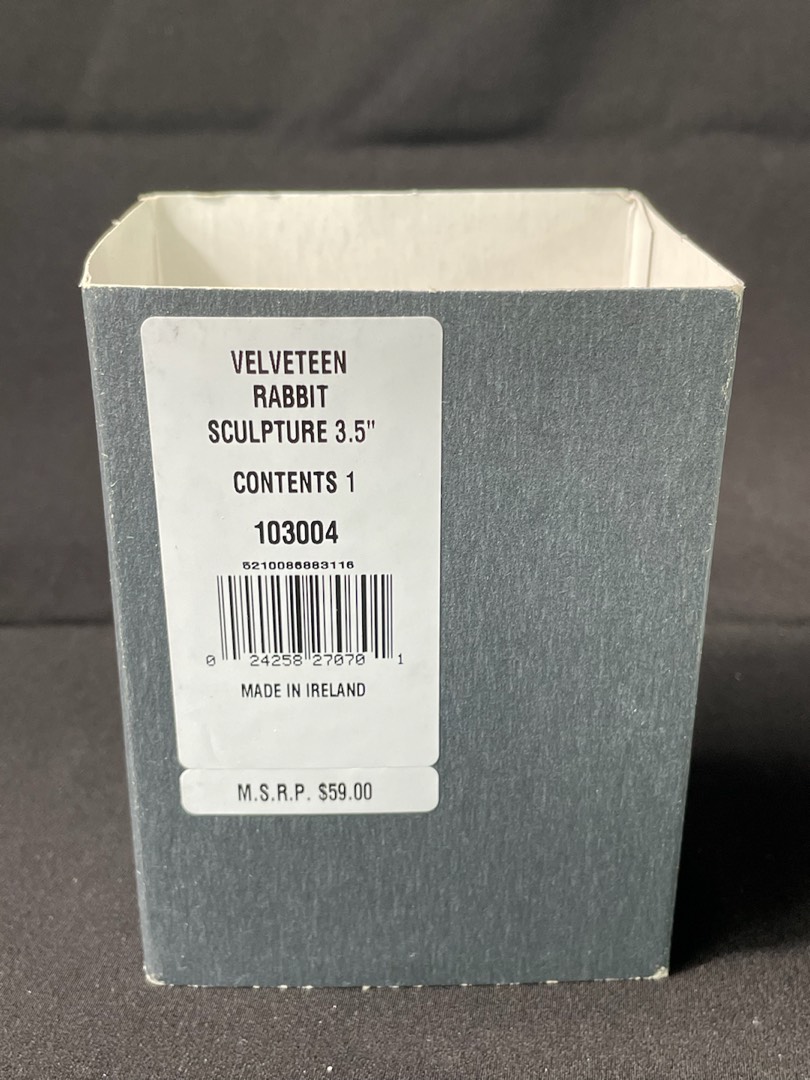 VELVETEEN
RABBIT
SCULPTURE 3.5"
CONTENTS 1
103004
5210086883116
0 24258 27070 1
MADE IN IRELAND
M.S.R.P. $59.00